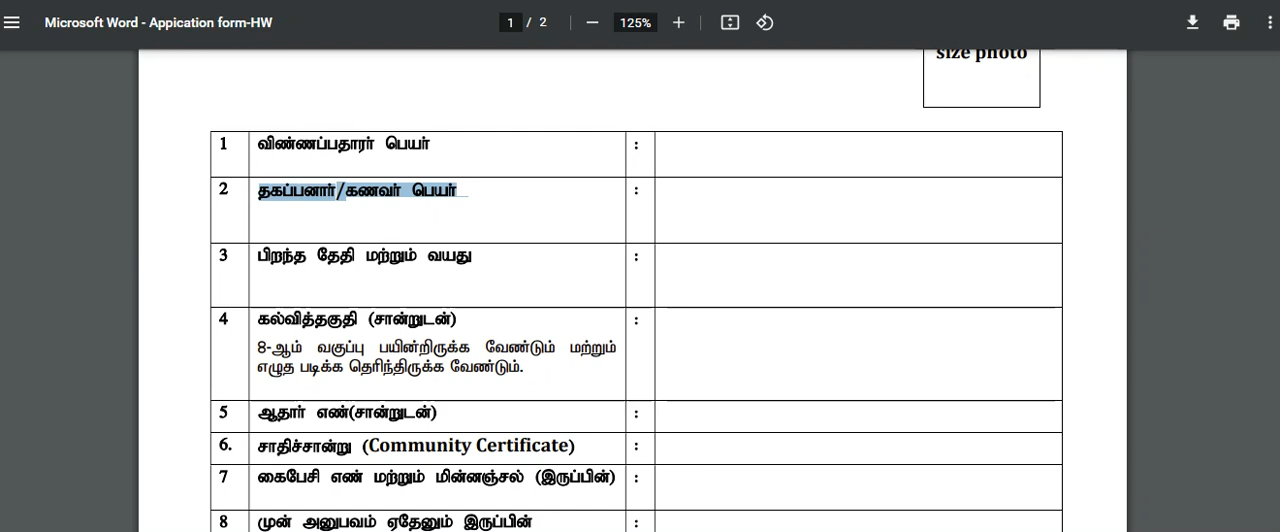 Microsoft Word - Appication form-HW
1 / 2
125%
size photo
1 விண்ணப்பதாரர் பெயர் :
2 தகப்பனார்/கணவர் பெயர் :
3 பிறந்த தேதி மற்றும் வயது :
4 கல்வித்தகுதி (சான்றுடன்) :
8-ஆம் வகுப்பு பயின்றிருக்க வேண்டும் மற்றும்
எழுத படிக்க தெரிந்திருக்க வேண்டும்.
5 ஆதார் எண்(சான்றுடன்) :
6. சாதிச்சான்று (Community Certificate) :
7 கைபேசி எண் மற்றும் மின்னஞ்சல் (இருப்பின்) :
8 முன் அனுபவம் ஏதேனும் இருப்பின் :